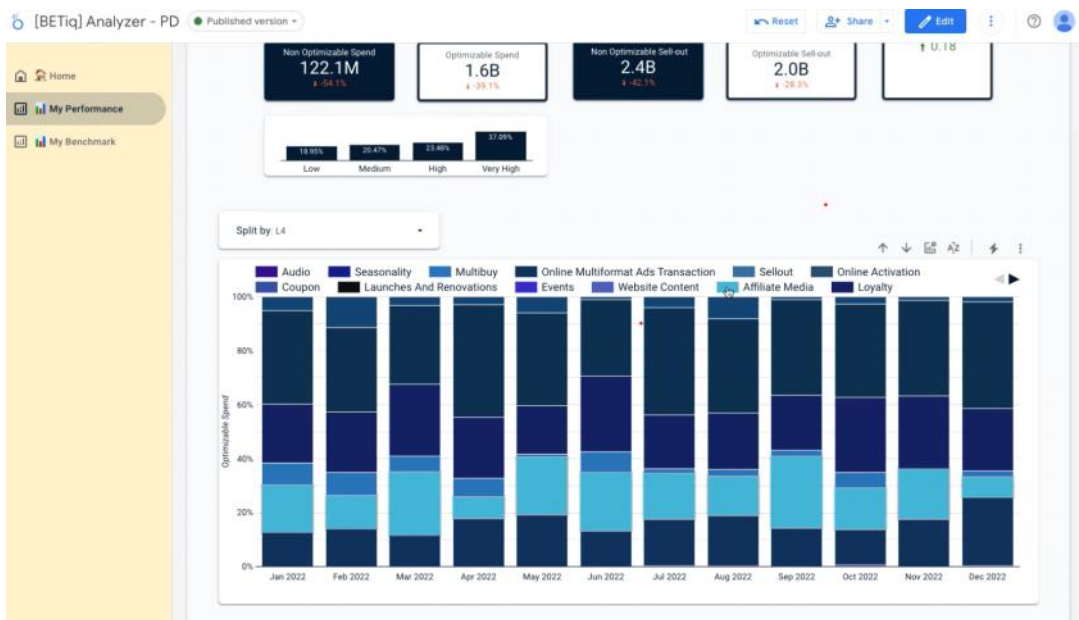 [BETiq] Analyzer - PD
Published version
Reset
Share
Edit
Home
My Performance
My Benchmark
Non Optimizable Spend
122.1M
-54.1%
Optimizable Spend
1.6B
-39.1%
Non Optimizable Sell-out
2.4B
-42.1%
Optimizable Sell-out
2.0B
-28.3%
0.18
18.95% 20.47% 23.48% 37.09%
Low Medium High Very High
Split by: L4
Audio Seasonality Multibuy Online Multiformat Ads Transaction Sellout Online Activation
Coupon Launches And Renovations Events Website Content Affiliate Media Loyalty
100%
80%
60%
40%
20%
0%
Optimizable Spend
Jan 2022 Feb 2022 Mar 2022 Apr 2022 May 2022 Jun 2022 Jul 2022 Aug 2022 Sep 2022 Oct 2022 Nov 2022 Dec 2022